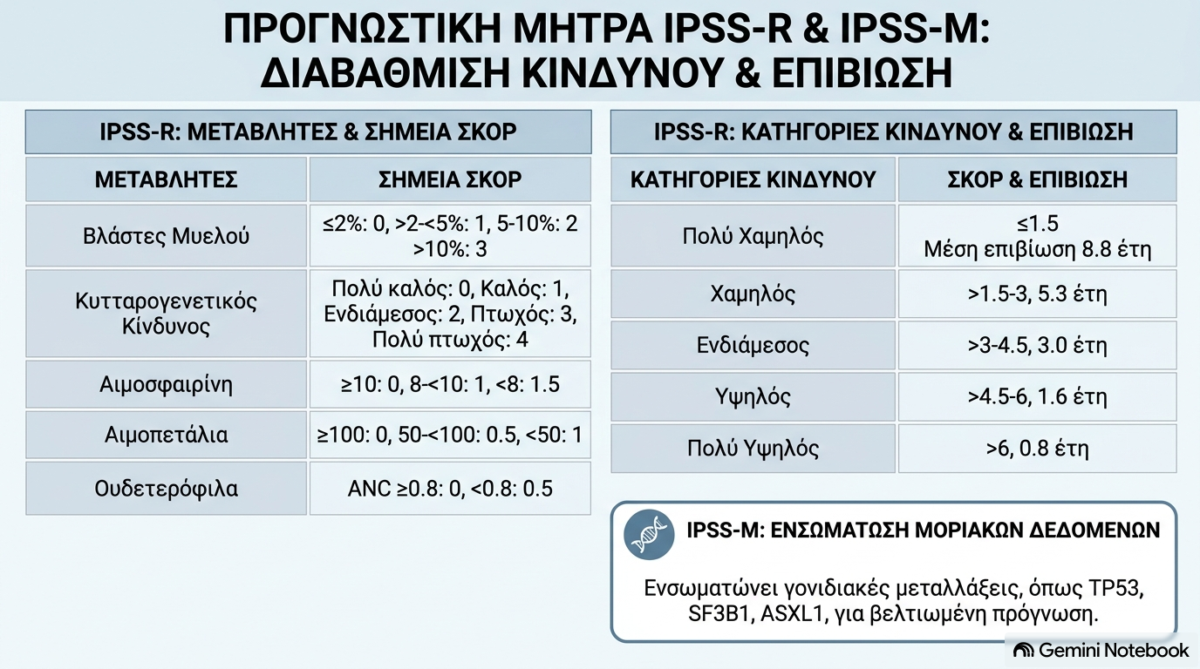 ΠΡΟΓΝΩΣΤΙΚΗ ΜΗΤΡΑ IPSS-R & IPSS-M:
ΔΙΑΒΑΘΜΙΣΗ ΚΙΝΔΥΝΟΥ & ΕΠΙΒΙΩΣΗ
IPSS-R: ΜΕΤΑΒΛΗΤΕΣ & ΣΗΜΕΙΑ ΣΚΟΡ
ΜΕΤΑΒΛΗΤΕΣ
ΣΗΜΕΙΑ ΣΚΟΡ
Βλάστες Μυελού
≤2%: 0, >2-<5%: 1, 5-10%: 2
>10%: 3
Κυτταρογενετικός
Κίνδυνος
Πολύ καλός: 0, Καλός: 1,
Ενδιάμεσος: 2, Πτωχός: 3,
Πολύ πτωχός: 4
Αιμοσφαιρίνη
≥10: 0, 8-<10: 1, <8: 1.5
Αιμοπετάλια
≥100: 0, 50-<100: 0.5, <50: 1
Ουδετερόφιλα
ANC ≥0.8: 0, <0.8: 0.5
IPSS-R: ΚΑΤΗΓΟΡΙΕΣ ΚΙΝΔΥΝΟΥ & ΕΠΙΒΙΩΣΗ
ΚΑΤΗΓΟΡΙΕΣ ΚΙΝΔΥΝΟΥ
ΣΚΟΡ & ΕΠΙΒΙΩΣΗ
Πολύ Χαμηλός
≤1.5
Μέση επιβίωση 8.8 έτη
Χαμηλός
>1.5-3, 5.3 έτη
Ενδιάμεσος
>3-4.5, 3.0 έτη
Υψηλός
>4.5-6, 1.6 έτη
Πολύ Υψηλός
>6, 0.8 έτη
IPSS-M: ΕΝΣΩΜΑΤΩΣΗ ΜΟΡΙΑΚΩΝ ΔΕΔΟΜΕΝΩΝ
Ενσωματώνει γονιδιακές μεταλλάξεις, όπως TP53,
SF3B1, ASXL1, για βελτιωμένη πρόγνωση.
Gemini Notebook